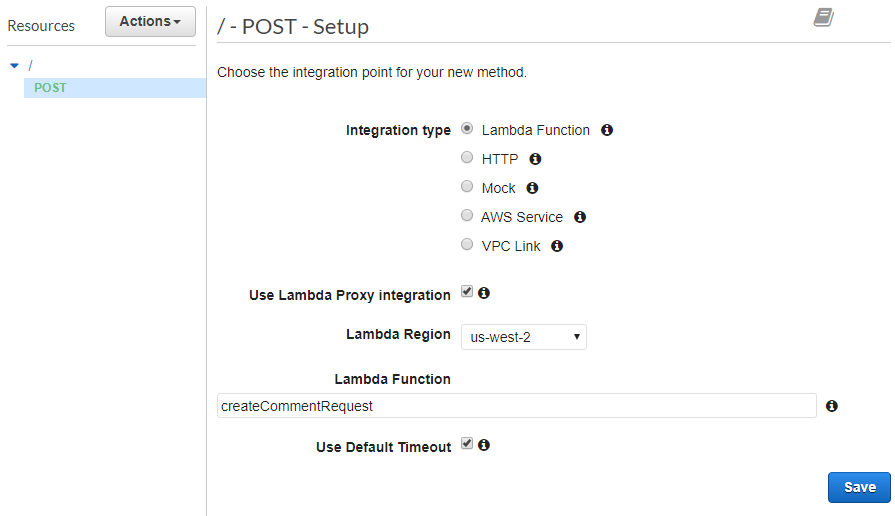 Resources
Actions
/
POST
/ - POST - Setup
Choose the integration point for your new method.
Integration type
Lambda Function
HTTP
Mock
AWS Service
VPC Link
Use Lambda Proxy integration
Lambda Region
us-west-2
Lambda Function
createCommentRequest
Use Default Timeout
Save